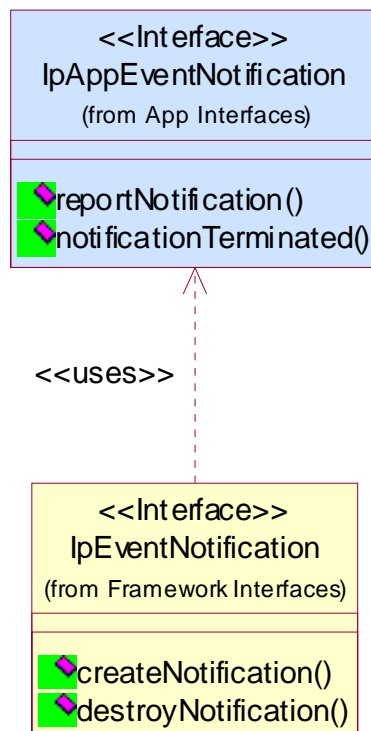 <<Interface>>
IpAppEventNotification
(from App Interfaces)
reportNotification()
notificationTerminated()
<<uses>>
<<Interface>>
IpEventNotification
(from Framework Interfaces)
createNotification()
destroyNotification()